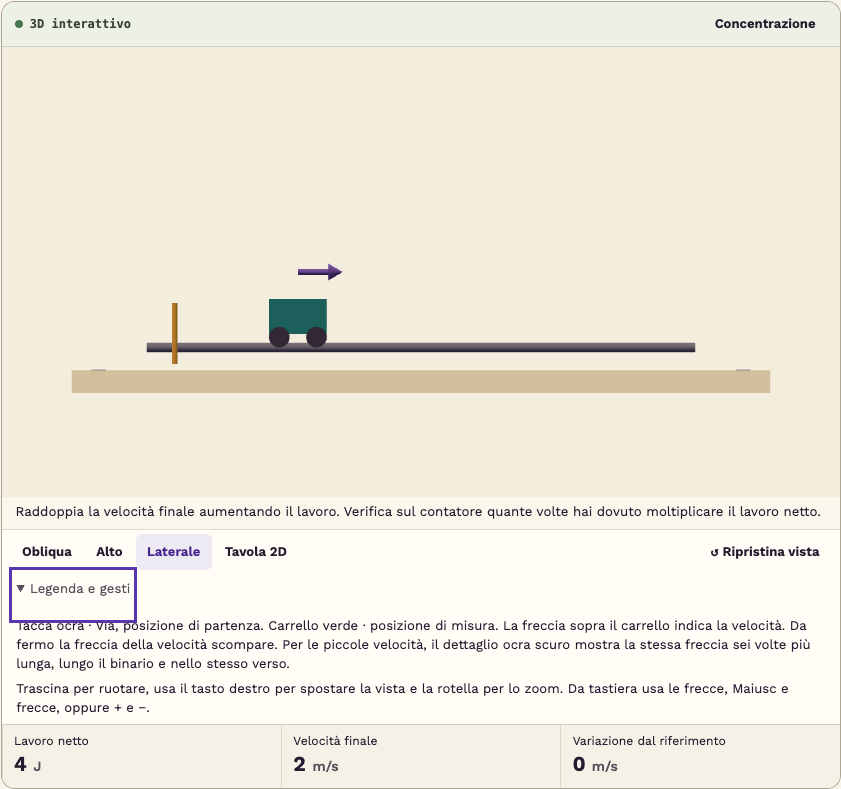 3D interattivo
Concentrazione
Raddoppia la velocità finale aumentando il lavoro. Verifica sul contatore quante volte hai dovuto moltiplicare il lavoro netto.
Obliqua Alto Laterale Tavola 2D ↺ Ripristina vista
▼ Legenda e gesti
Tacca ocra · Via, posizione di partenza. Carrello verde · posizione di misura. La freccia sopra il carrello indica la velocità. Da
fermo la freccia della velocità scompare. Per le piccole velocità, il dettaglio ocra scuro mostra la stessa freccia sei volte più
lunga, lungo il binario e nello stesso verso.
Trascina per ruotare, usa il tasto destro per spostare la vista e la rotella per lo zoom. Da tastiera usa le frecce, Maiusc e
frecce, oppure + e −.
Lavoro netto
4 J
Velocità finale
2 m/s
Variazione dal riferimento
0 m/s